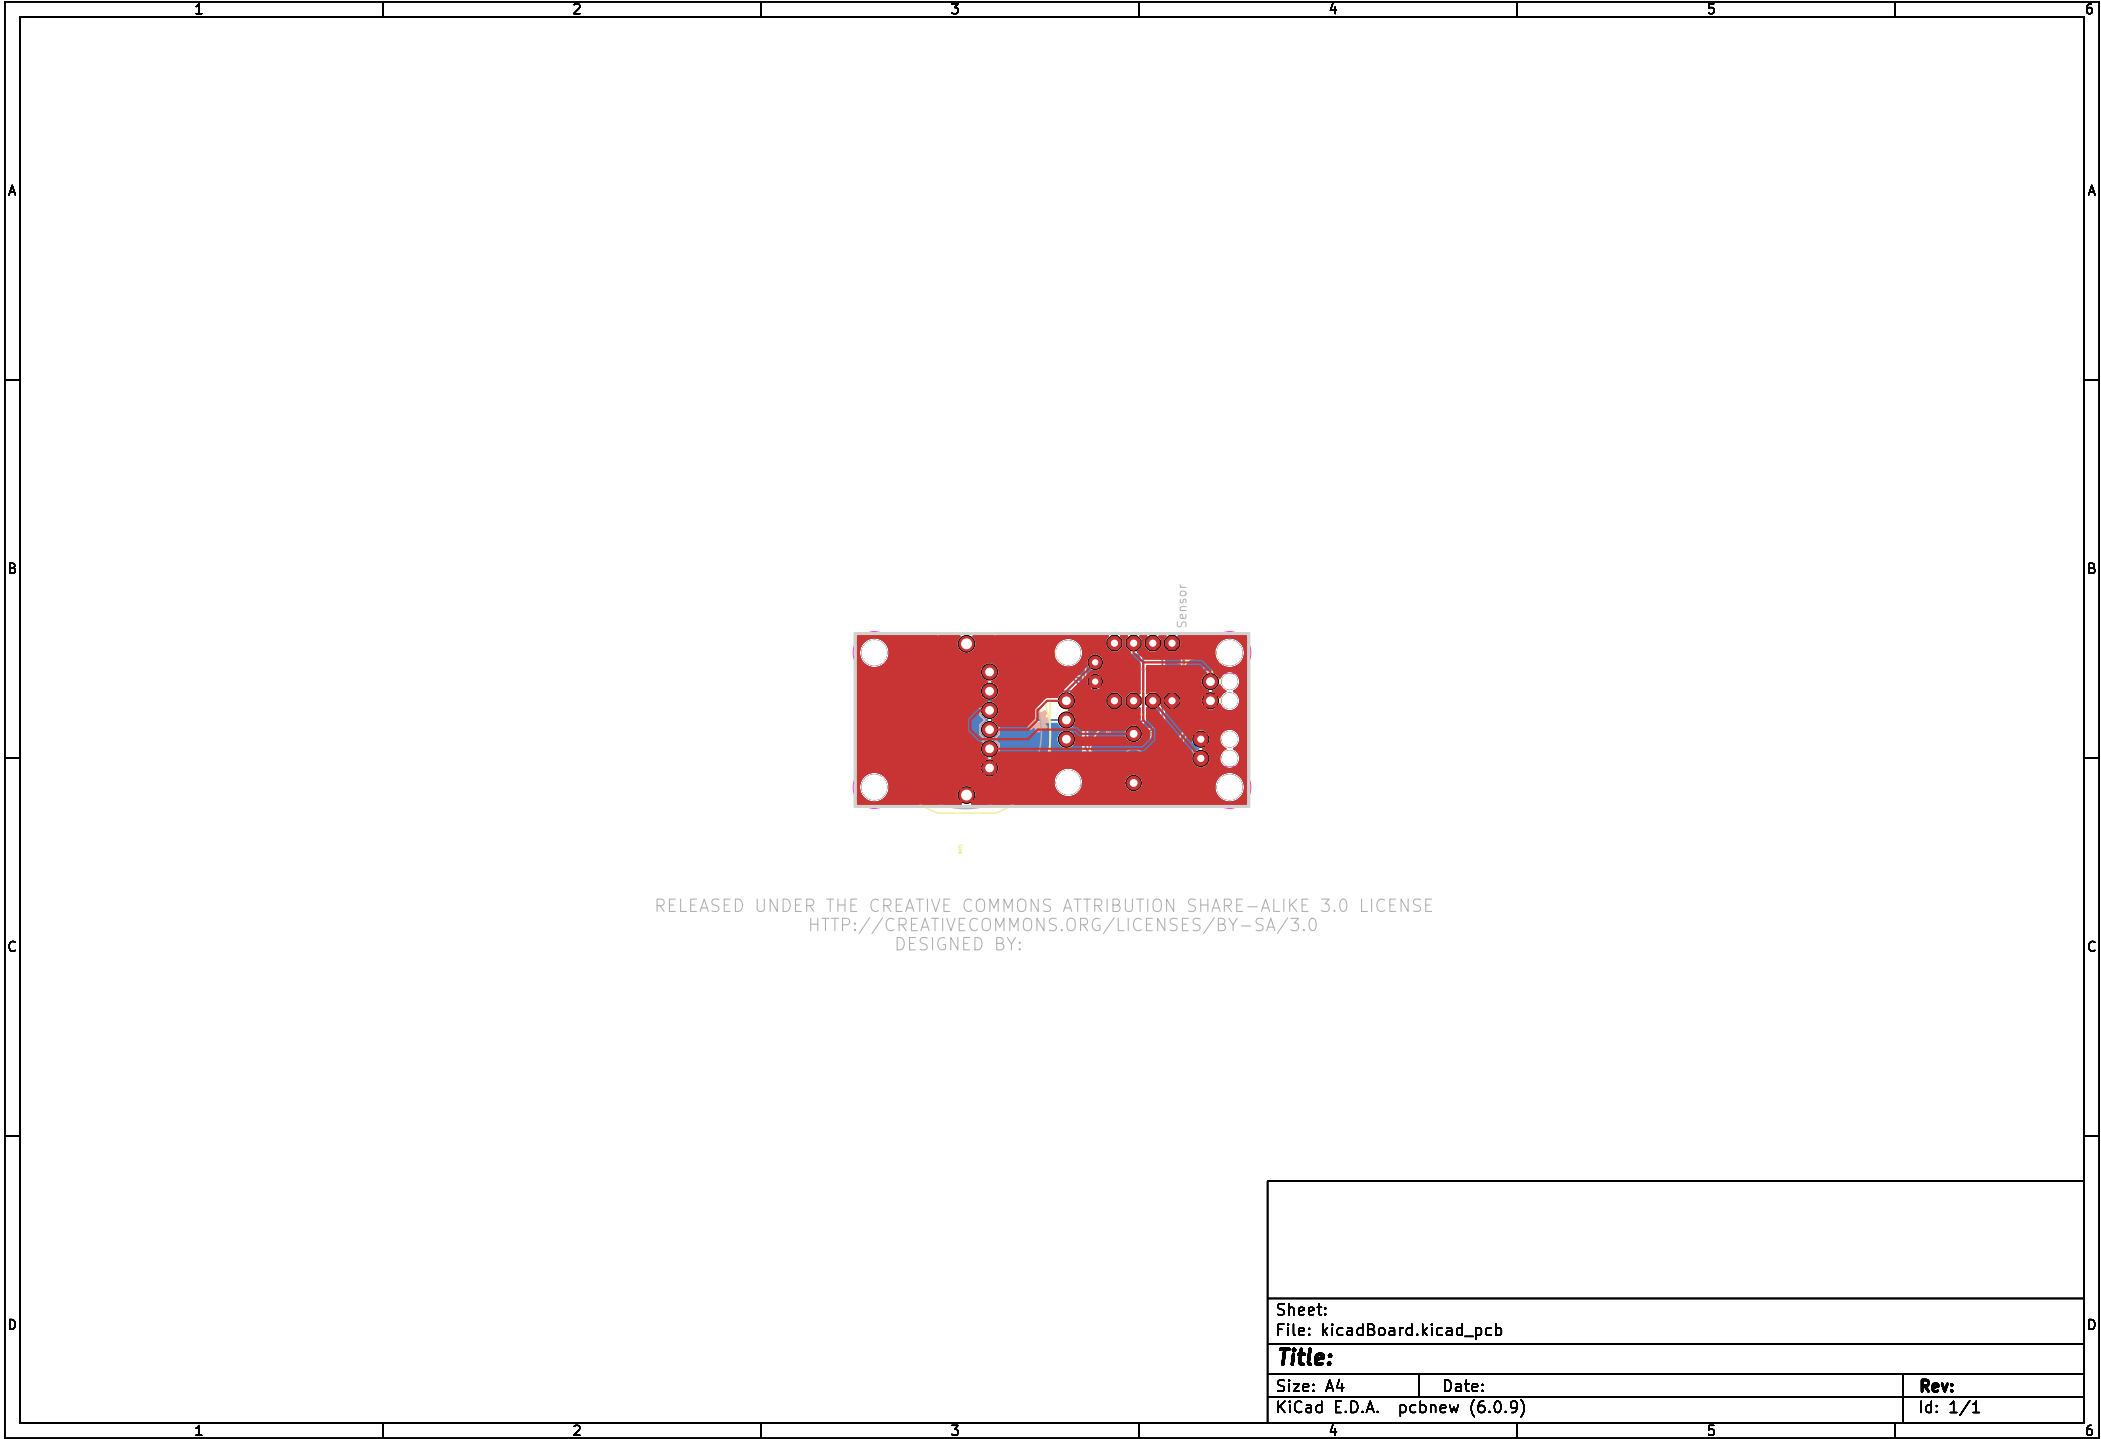 1 2 3 4 5 6
A A
B B
Sensor
RELEASED UNDER THE CREATIVE COMMONS ATTRIBUTION SHARE-ALIKE 3.0 LICENSE
HTTP://CREATIVECOMMONS.ORG/LICENSES/BY-SA/3.0
DESIGNED BY:
C C
Sheet:
File: kicadBoard.kicad_pcb
D D
Title:
Size: A4 Date: Rev:
KiCad E.D.A. pcbnew (6.0.9) Id: 1/1
1 2 3 4 5 6